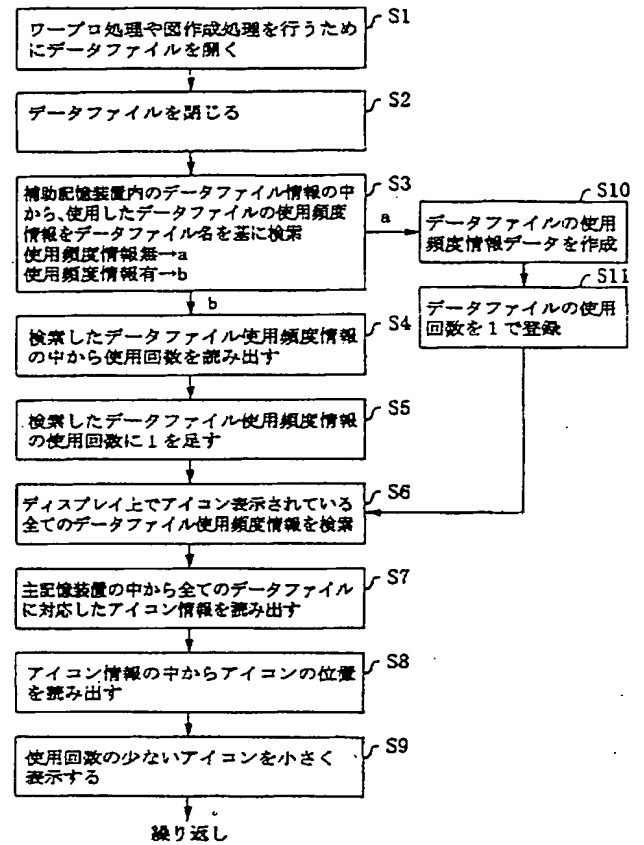 S1
ワープロ処理や図作成処理を行うため
にデータファイルを開く
S2
データファイルを閉じる
S3
補助記憶装置内のデータファイル情報の中
から、使用したデータファイルの使用頻度
情報をデータファイル名を基に検索
使用頻度情報無→a
使用頻度情報有→b
a
S10
データファイルの使用
頻度情報データを作成
S11
データファイルの使用
回数を1で登録
b
S4
検索したデータファイル使用頻度情報
の中から使用回数を読み出す
S5
検索したデータファイル使用頻度情報
の使用回数に1を足す
S6
ディスプレイ上でアイコン表示されている
全てのデータファイル使用頻度情報を検索
S7
主記憶装置の中から全てのデータファイル
に対応したアイコン情報を読み出す
S8
アイコン情報の中からアイコンの位置
を読み出す
S9
使用回数の少ないアイコンを小さく
表示する
繰り返し